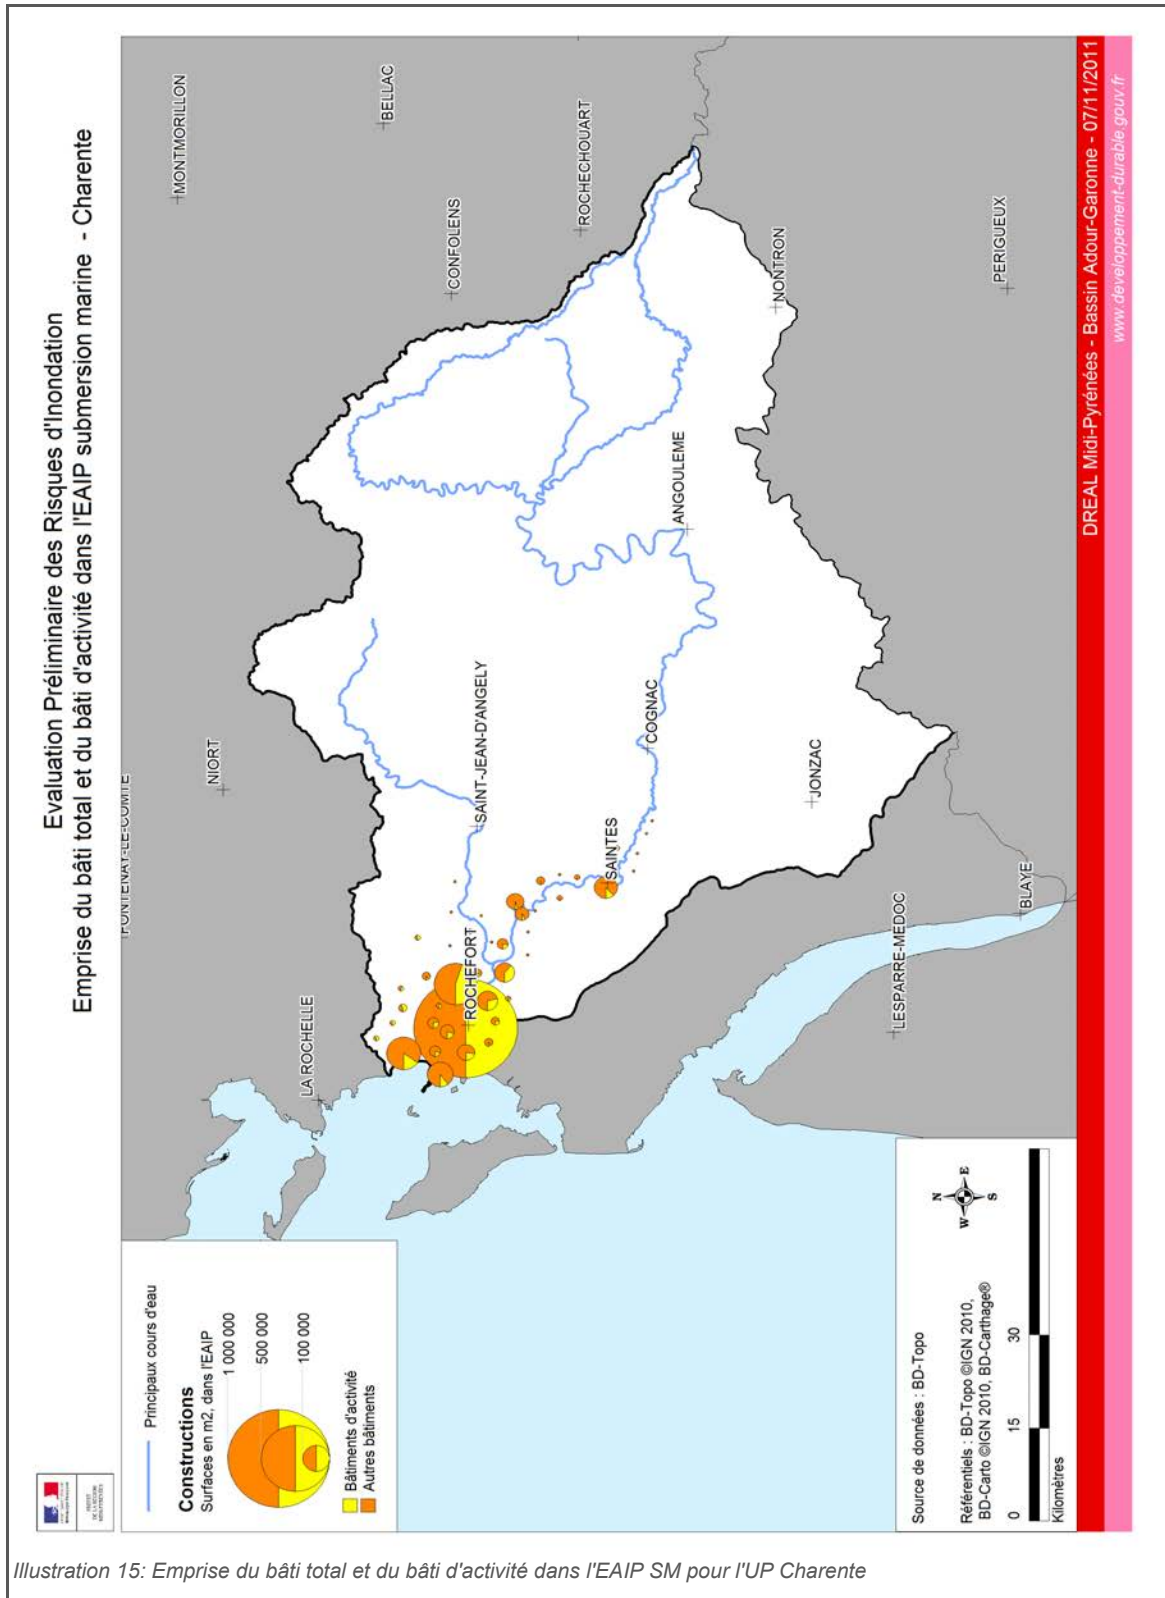 Evaluation Préliminaire des Risques d'Inondation
Emprise du bâti total et du bâti d'activité dans l'EAIP submersion marine - Charente
Principaux cours d'eau
Constructions
Surfaces en m2, dans l'EAIP
1 000 000
500 000
100 000
Bâtiments d'activité
Autres bâtiments
FONTENAY-LE-COMTE
NIORT
MONTMORILLON
BELLAC
LA ROCHELLE
CONFOLENS
SAINT-JEAN-D'ANGELY
ROCHEFORT
ROCHECHOUART
SAINTES
COGNAC
ANGOULEME
NONTRON
JONZAC
LESPARRE-MEDOC
BLAYE
PERIGUEUX
N
W
E
S
Source de données : BD-Topo
Référentiels : BD-Topo ©IGN 2010,
BD-Carto ©IGN 2010, BD-Carthage®
0
15
30
Kilomètres
DREAL Midi-Pyrénées - Bassin Adour-Garonne - 07/11/2011
www.developpement-durable.gouv.fr
Illustration 15: Emprise du bâti total et du bâti d'activité dans l'EAIP SM pour l'UP Charente